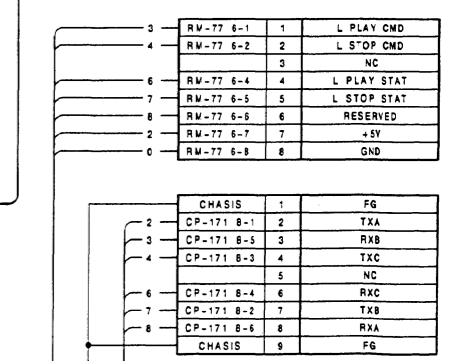 3 RM-77 6-1 1 L PLAY CMD
4 RM-77 6-2 2 L STOP CMD
3 NC
6 RM-77 6-4 4 L PLAY STAT
7 RM-77 6-5 5 L STOP STAT
8 RM-77 6-6 6 RESERVED
2 RM-77 6-7 7 +5V
0 RM-77 6-8 8 GND
CHASIS 1 FG
2 CP-171 8-1 2 TXA
3 CP-171 8-5 3 RXB
4 CP-171 8-3 4 TXC
5 NC
6 CP-171 8-4 6 RXC
7 CP-171 8-2 7 TXB
8 CP-171 8-6 8 RXA
CHASIS 9 FG